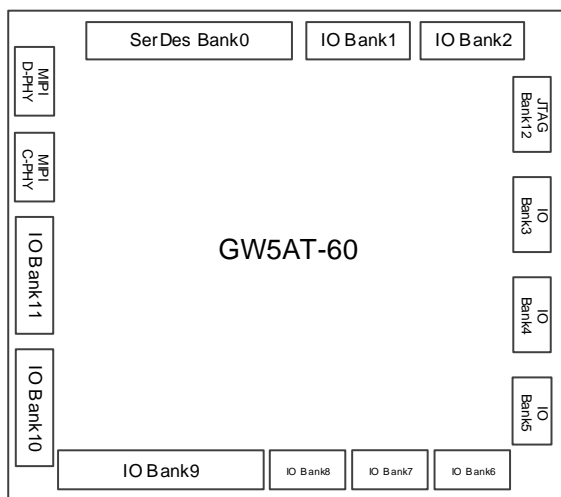 SerDes Bank0
IO Bank1
IO Bank2
MIPI
D-PHY
JTAG
Bank12
MIPI
C-PHY
IO
Bank3
IO Bank11
GW5AT-60
IO
Bank4
IO Bank10
IO
Bank5
IO Bank9
IO Bank8
IO Bank7
IO Bank6